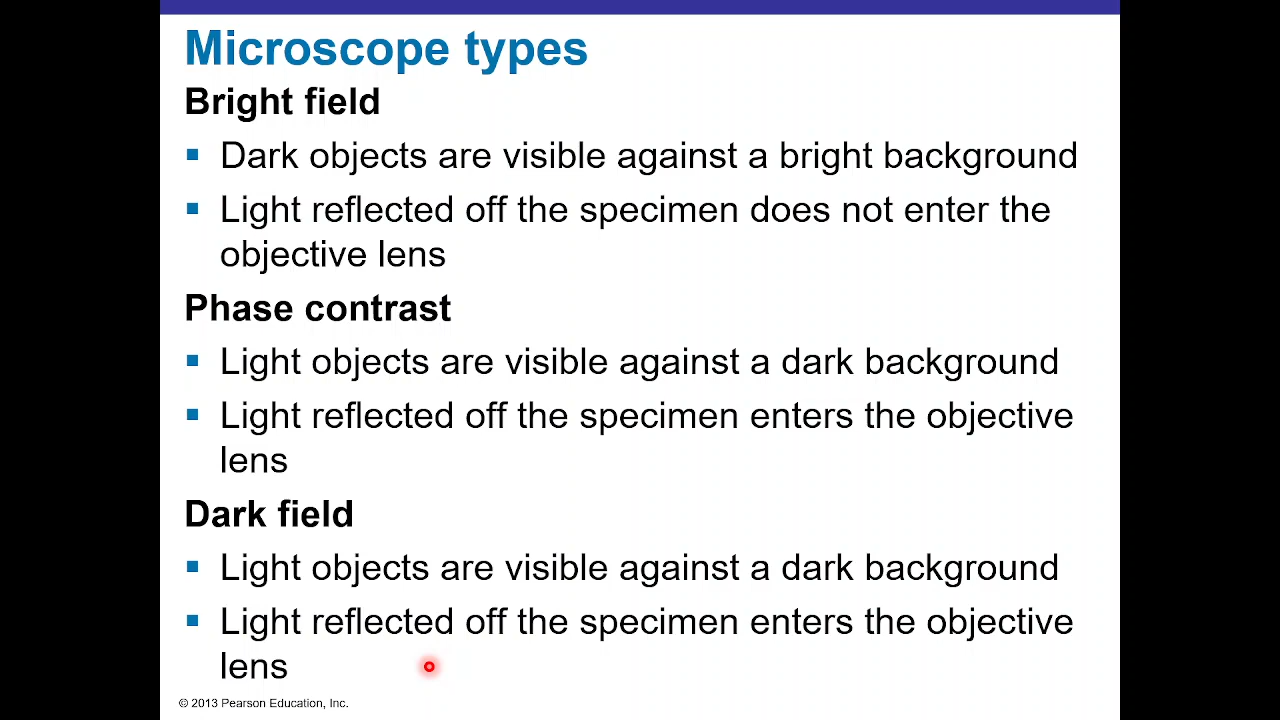 Microscope types
Bright field
▪ Dark objects are visible against a bright background
▪ Light reflected off the specimen does not enter the
objective lens
Phase contrast
▪ Light objects are visible against a dark background
▪ Light reflected off the specimen enters the objective
lens
Dark field
▪ Light objects are visible against a dark background
▪ Light reflected off the specimen enters the objective
lens
© 2013 Pearson Education, Inc.